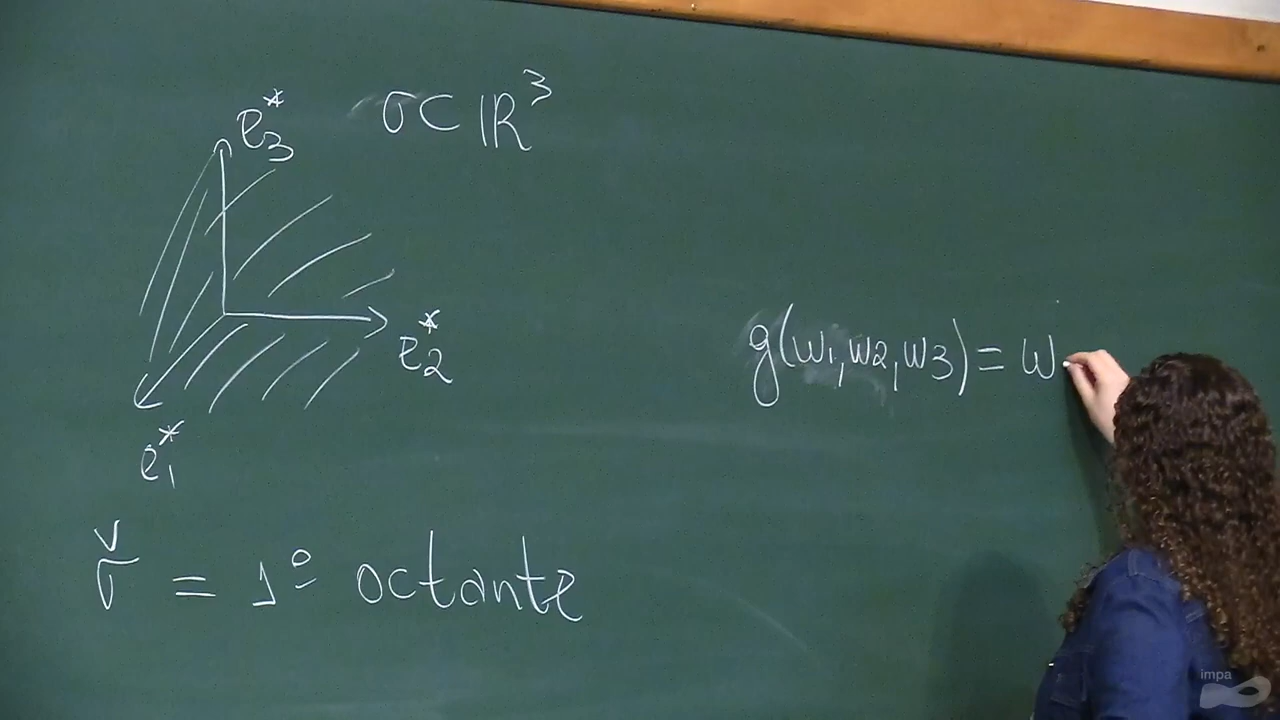 σ ⊂ ℝ³
e₃*
e₂*
e₁*
g(w₁,w₂,w₃) = w
σ̌ = 1º octante
impa